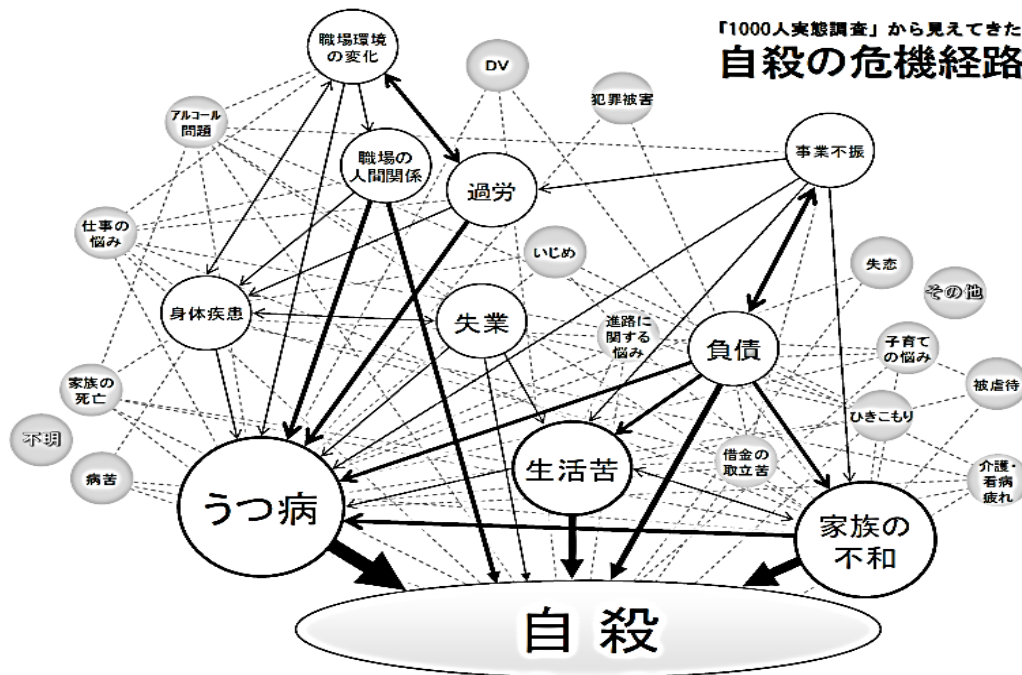 「1000人実態調査」から見えてきた
自殺の危機経路
職場環境
の変化
DV
犯罪被害
アルコール
問題
職場の
人間関係
過労
事業不振
仕事の
悩み
いじめ
失恋
その他
身体疾患
失業
進路に
関する
悩み
負債
子育て
の悩み
家族の
死亡
被虐待
ひきこもり
不明
病苦
うつ病
生活苦
借金の
取立苦
介護・
看病
疲れ
家族の
不和
自殺